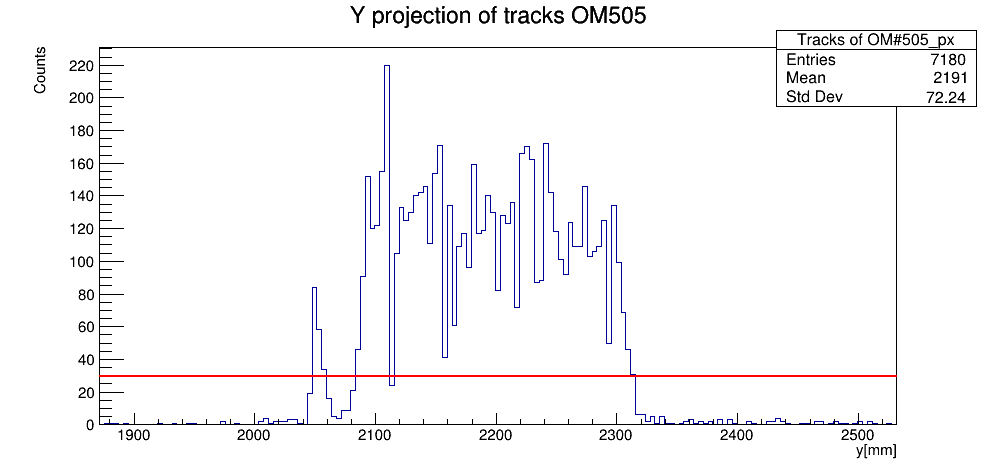 Y projection of tracks OM505
Tracks of OM#505_px
Entries 7180
Mean 2191
Std Dev 72.24
Counts
220
200
180
160
140
120
100
80
60
40
20
0
1900 2000 2100 2200 2300 2400 2500
y[mm]